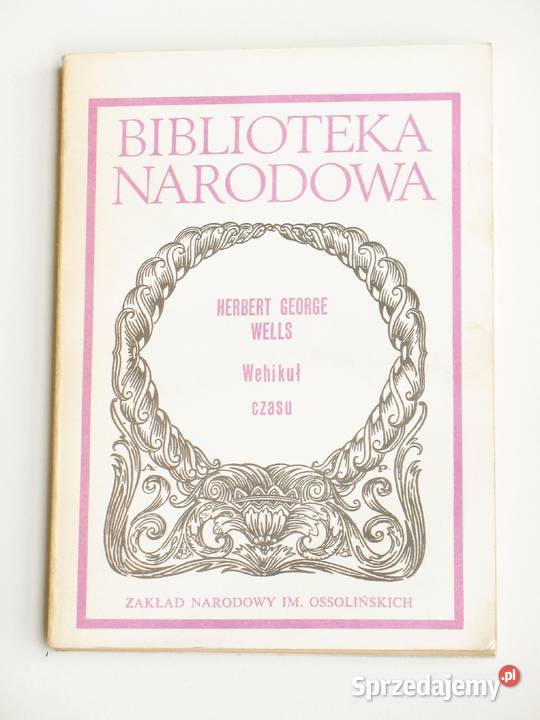 BIBLIOTEKA
NARODOWA
HERBERT GEORGE
WELLS
Wehikuł
czasu
A. P.
ZAKŁAD NARODOWY IM. OSSOLIŃSKICH
Sprzedajemy.pl